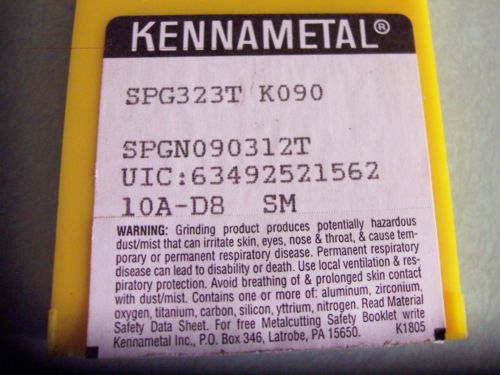 KENNAMETAL®
SPG323T K090
SPGN090312T
UIC:63492521562
10A-D8 SM
WARNING: Grinding product produces potentially hazardous
dust/mist that can irritate skin, eyes, nose & throat, & cause tem-
porary or permanent respiratory disease. Permanent respiratory
disease can lead to disability or death. Use local ventilation & res-
piratory protection. Avoid breathing of & prolonged skin contact
with dust/mist. Contains one or more of: aluminum, zirconium,
oxygen, titanium, carbon, silicon, yttrium, nitrogen. Read Material
Safety Data Sheet. For free Metalcutting Safety Booklet write
Kennametal Inc., P.O. Box 346, Latrobe, PA 15650. K1805